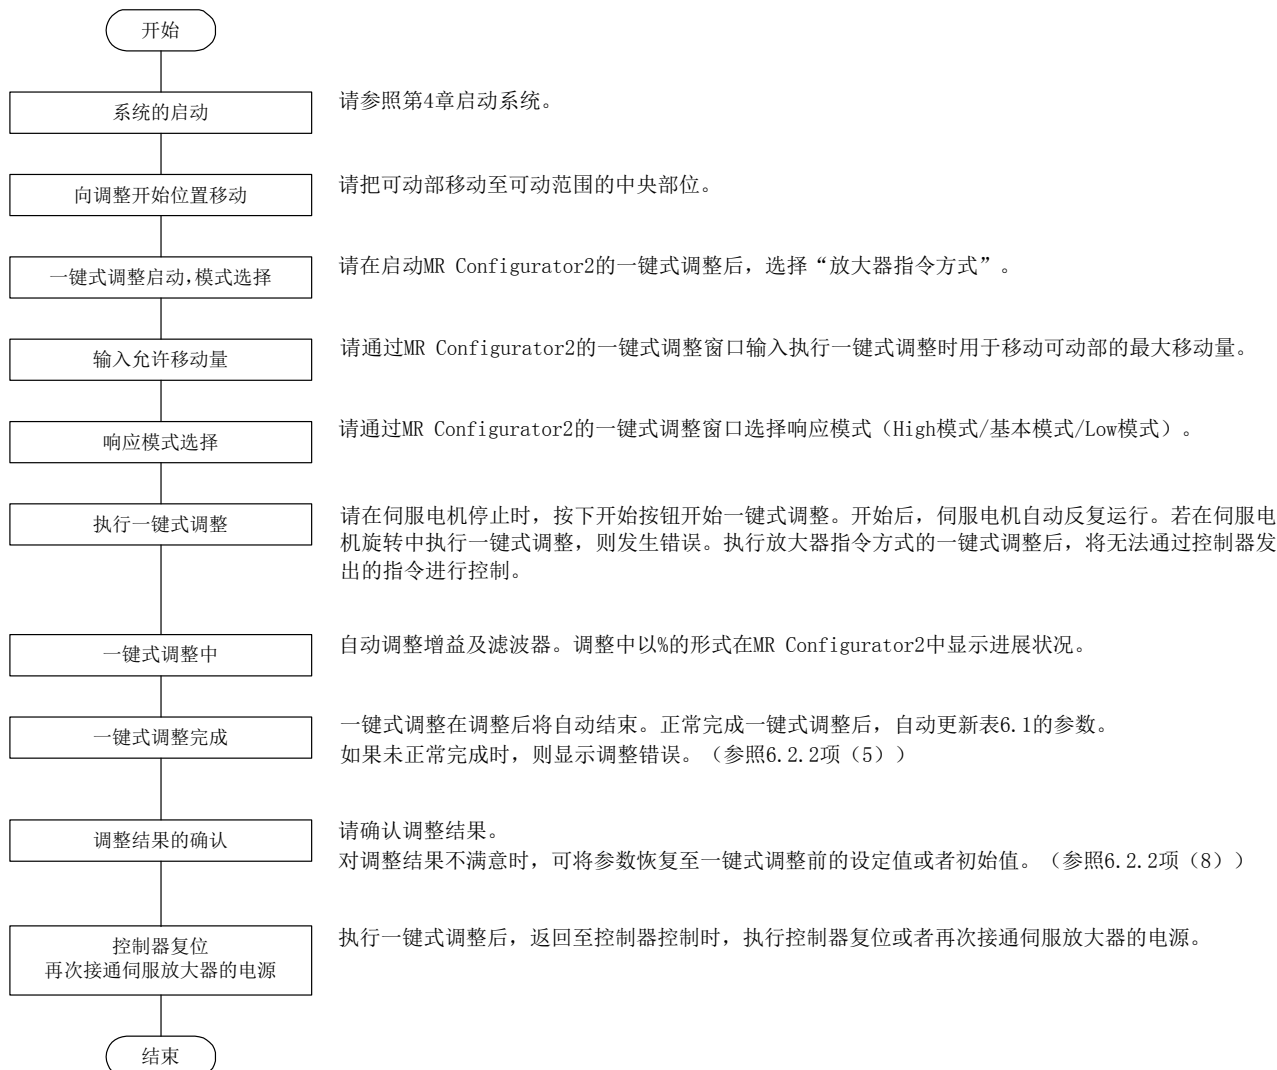 开始
系统的启动
请参照第4章启动系统。
向调整开始位置移动
请把可动部移动至可动范围的中央部位。
一键式调整启动,模式选择
请在启动MR Configurator2的一键式调整后，选择“放大器指令方式”。
输入允许移动量
请通过MR Configurator2的一键式调整窗口输入执行一键式调整时用于移动可动部的最大移动量。
响应模式选择
请通过MR Configurator2的一键式调整窗口选择响应模式（High模式/基本模式/Low模式）。
执行一键式调整
请在伺服电机停止时，按下开始按钮开始一键式调整。开始后，伺服电机自动反复运行。若在伺服电
机旋转中执行一键式调整，则发生错误。执行放大器指令方式的一键式调整后，将无法通过控制器发
出的指令进行控制。
一键式调整中
自动调整增益及滤波器。调整中以%的形式在MR Configurator2中显示进展状况。
一键式调整完成
一键式调整在调整后将自动结束。正常完成一键式调整后，自动更新表6.1的参数。
如果未正常完成时，则显示调整错误。（参照6.2.2项（5））
调整结果的确认
请确认调整结果。
对调整结果不满意时，可将参数恢复至一键式调整前的设定值或者初始值。（参照6.2.2项（8））
控制器复位
再次接通伺服放大器的电源
执行一键式调整后，返回至控制器控制时，执行控制器复位或者再次接通伺服放大器的电源。
结束